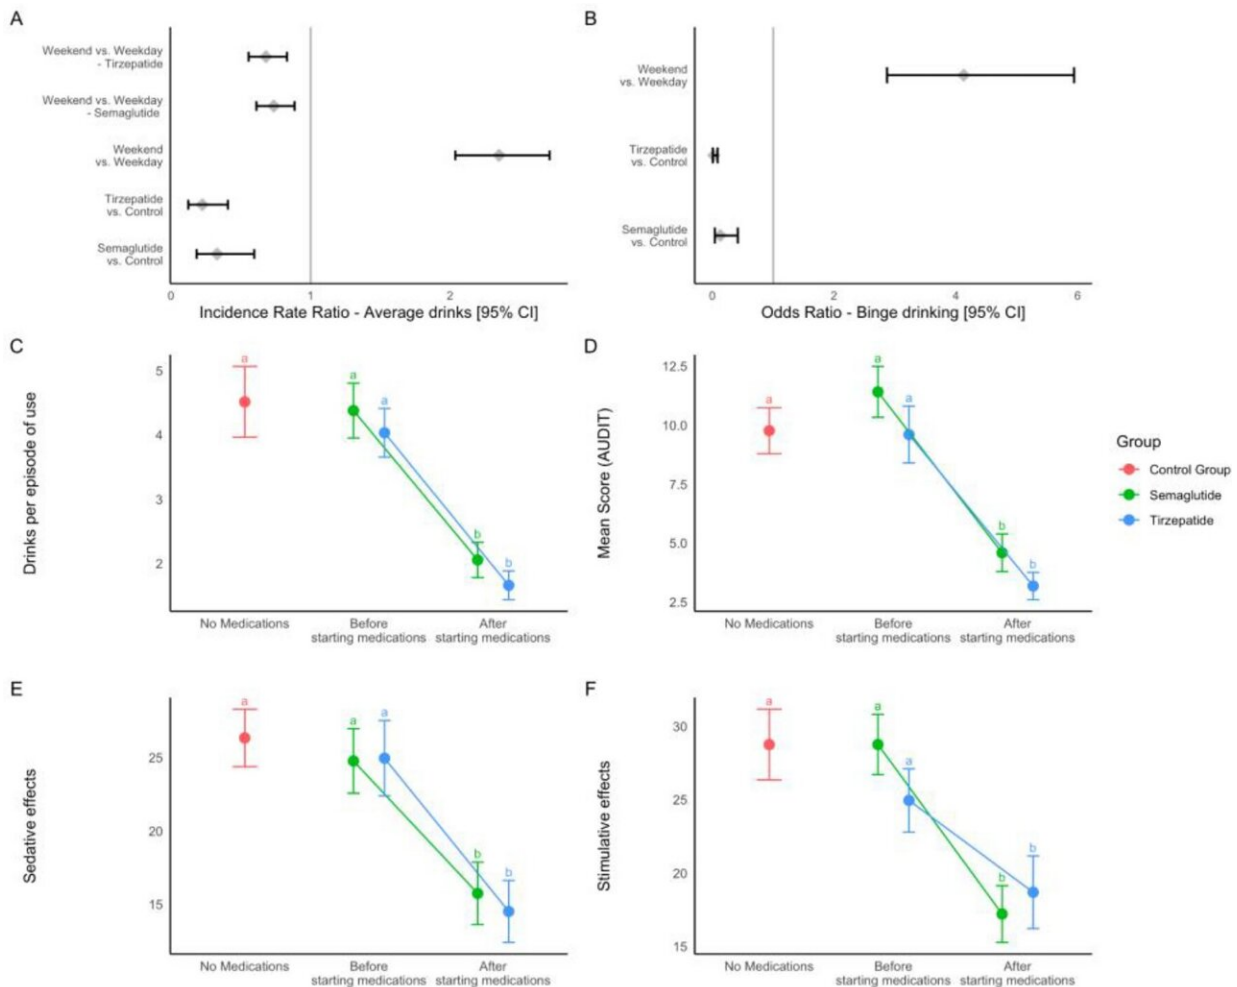 A
Weekend vs. Weekday
- Tirzepatide
Weekend vs. Weekday
- Semaglutide
Weekend
vs. Weekday
Tirzepatide
vs. Control
Semaglutide
vs. Control
0
1
2
Incidence Rate Ratio - Average drinks [95% CI]
B
Weekend
vs. Weekday
Tirzepatide
vs. Control
Semaglutide
vs. Control
0
2
4
6
Odds Ratio - Binge drinking [95% CI]
C
Drinks per episode of use
5
4
3
2
a
a
a
b
b
No Medications
Before
starting medications
After
starting medications
D
Mean Score (AUDIT)
12.5
10.0
7.5
5.0
2.5
a
a
a
b
b
No Medications
Before
starting medications
After
starting medications
Group
Control Group
Semaglutide
Tirzepatide
E
Sedative effects
25
20
15
a
a
a
b
b
No Medications
Before
starting medications
After
starting medications
F
Stimulative effects
30
25
20
15
a
a
a
b
b
No Medications
Before
starting medications
After
starting medications